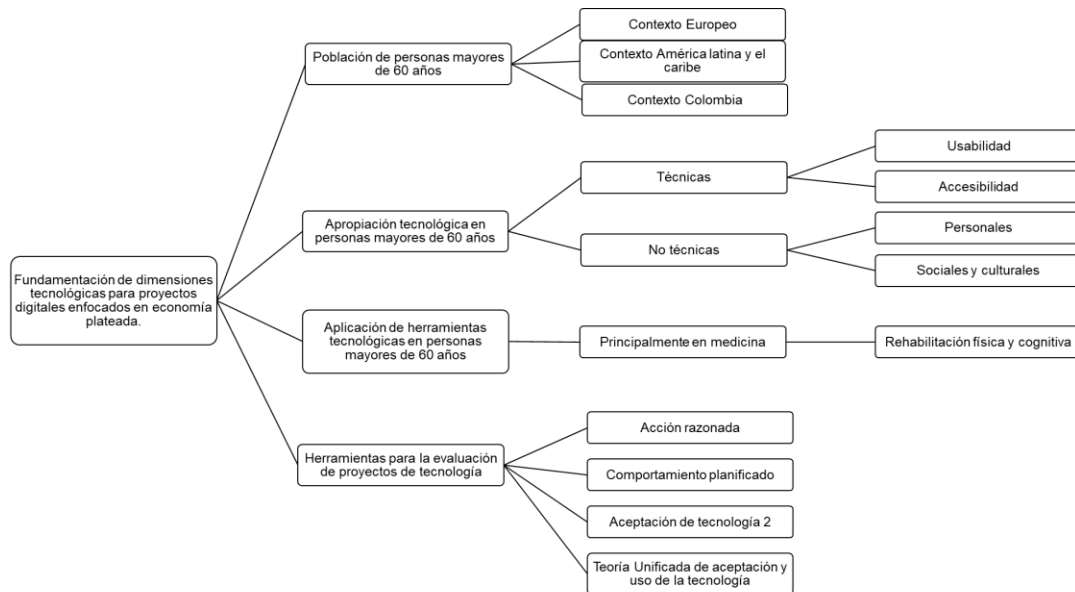 Fundamentación de dimensiones
tecnológicas para proyectos
digitales enfocados en economía
plateada.
Población de personas mayores
de 60 años
Contexto Europeo
Contexto América latina y el
caribe
Contexto Colombia
Apropiación tecnológica en
personas mayores de 60 años
Técnicas
Usabilidad
Accesibilidad
No técnicas
Personales
Sociales y culturales
Aplicación de herramientas
tecnológicas en personas
mayores de 60 años
Principalmente en medicina
Rehabilitación física y cognitiva
Herramientas para la evaluación
de proyectos de tecnología
Acción razonada
Comportamiento planificado
Aceptación de tecnología 2
Teoría Unificada de aceptación y
uso de la tecnología